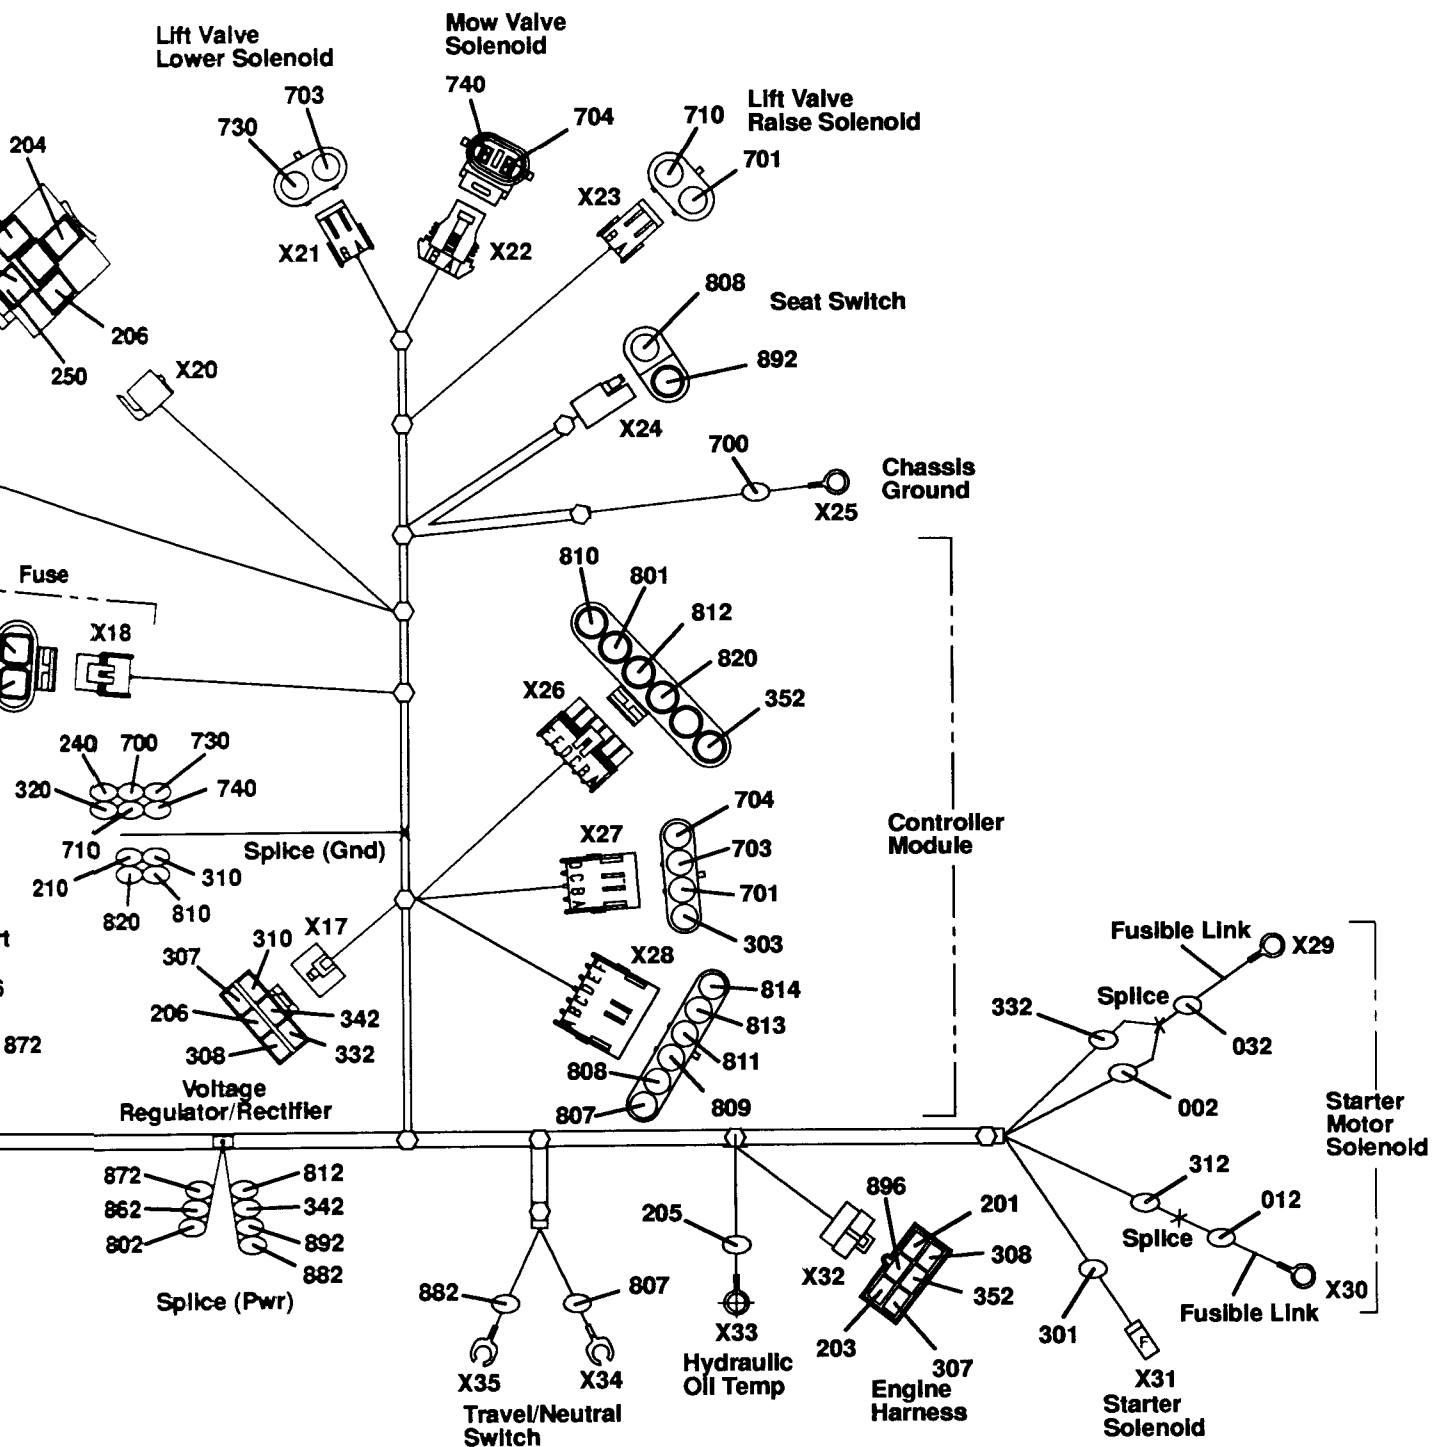 Lift Valve
Lower Solenoid
703
730
X21
B A
Mow Valve
Solenoid
740
704
X22
B A
Lift Valve
Raise Solenoid
710
701
X23
B A
204
206
250
X20
808
Seat Switch
892
X24
700
Chassis
Ground
X25
Fuse
X18
810
801
812
820
352
X26
F E D C B A
240
700
730
320
740
710
Splice (Gnd)
210
310
820
810
704
703
701
303
X27
D
C
B
A
Controller
Module
X17
307
310
206
342
308
332
Voltage
Regulator/Rectifier
872
X28
A B C D E F
814
813
811
808
809
807
Fusible Link
X29
Splice
332
032
002
Starter
Motor
Solenoid
312
012
Splice
X30
Fusible Link
301
X31
Starter
Solenoid
872
812
862
342
802
892
882
Splice (Pwr)
882
807
X35
X34
Travel/Neutral
Switch
205
X33
Hydraulic
Oil Temp
896
201
308
X32
352
203
307
Engine
Harness